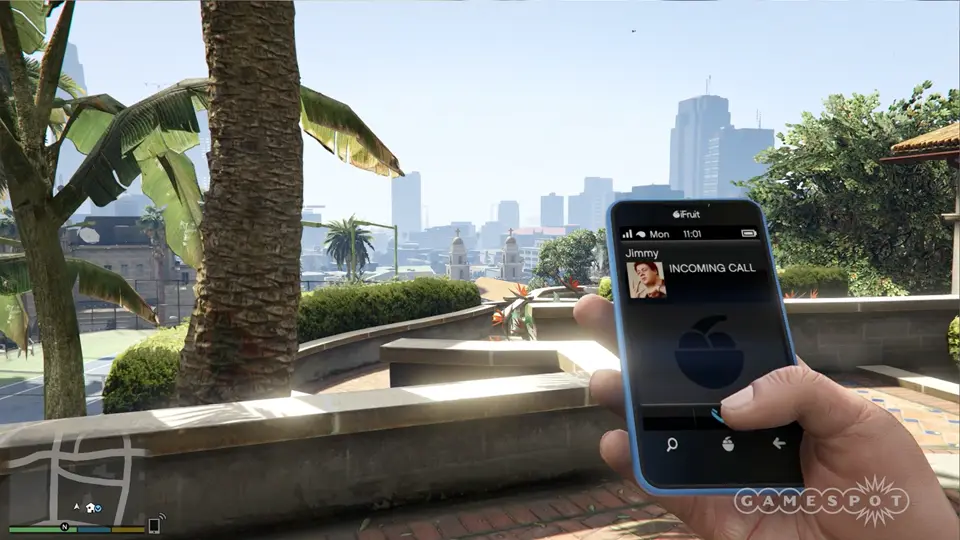 iFruit
Mon 11:01
Jimmy
INCOMING CALL
N
GAMESPOT